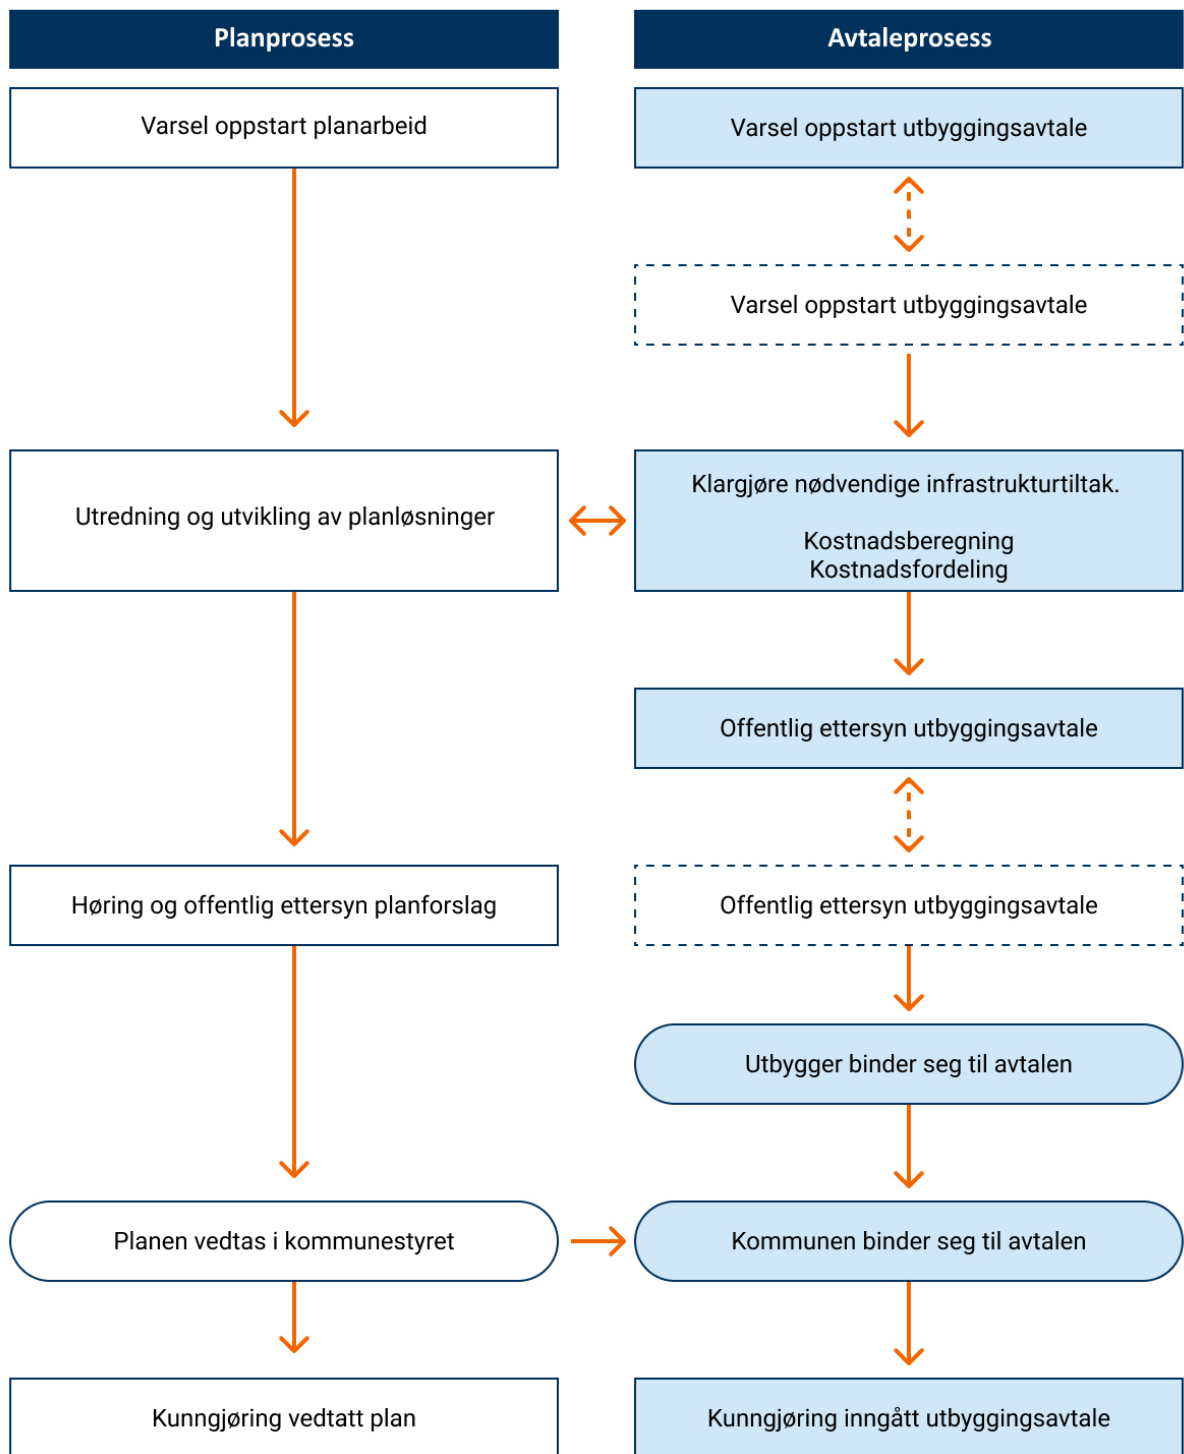 Planprosess
Avtaleprosess
Varsel oppstart planarbeid
Varsel oppstart utbyggingsavtale
Varsel oppstart utbyggingsavtale
Utredning og utvikling av planløsninger
Klargjøre nødvendige infrastrukturtiltak.
Kostnadsberegning
Kostnadsfordeling
Offentlig ettersyn utbyggingsavtale
Høring og offentlig ettersyn planforslag
Offentlig ettersyn utbyggingsavtale
Utbygger binder seg til avtalen
Planen vedtas i kommunestyret
Kommunen binder seg til avtalen
Kunngjøring vedtatt plan
Kunngjøring inngått utbyggingsavtale